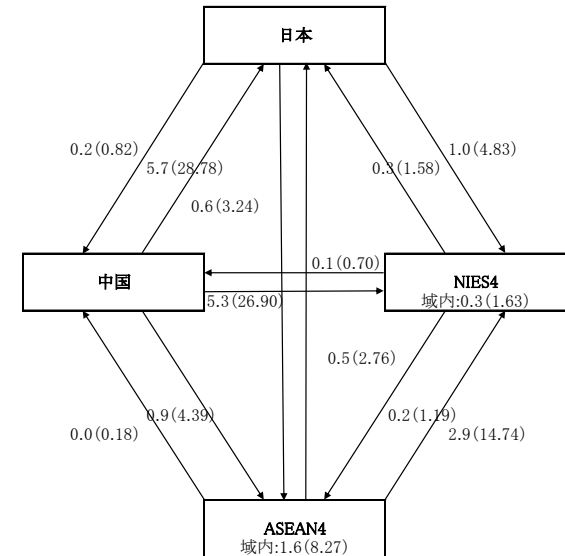 日本
0.2(0.82)
1.0(4.83)
5.7(28.78)
0.3(1.58)
0.6(3.24)
0.1(0.70)
中国
NIES4
5.3(26.90)
域内:0.3(1.63)
0.5(2.76)
0.9(4.39)
0.2(1.19)
0.0(0.18)
2.9(14.74)
ASEAN4
域内:1.6(8.27)